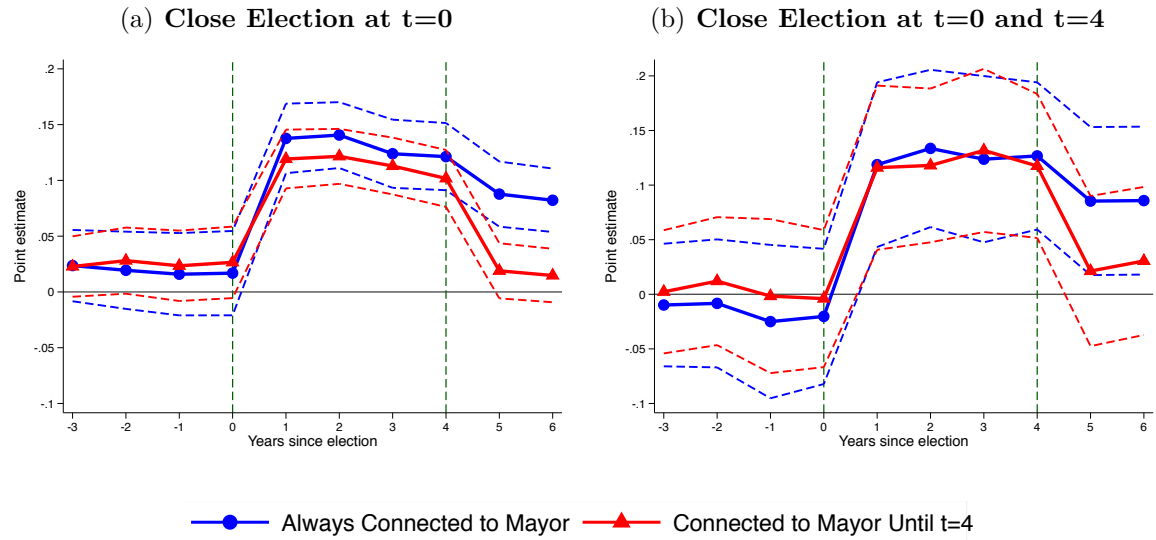 (a) Close Election at t=0
(b) Close Election at t=0 and t=4
Point estimate
.2
.15
.1
.05
0
-.05
-.1
-3 -2 -1 0 1 2 3 4 5 6
Years since election
Point estimate
.2
.15
.1
.05
0
-.05
-.1
-3 -2 -1 0 1 2 3 4 5 6
Years since election
Always Connected to Mayor Connected to Mayor Until t=4